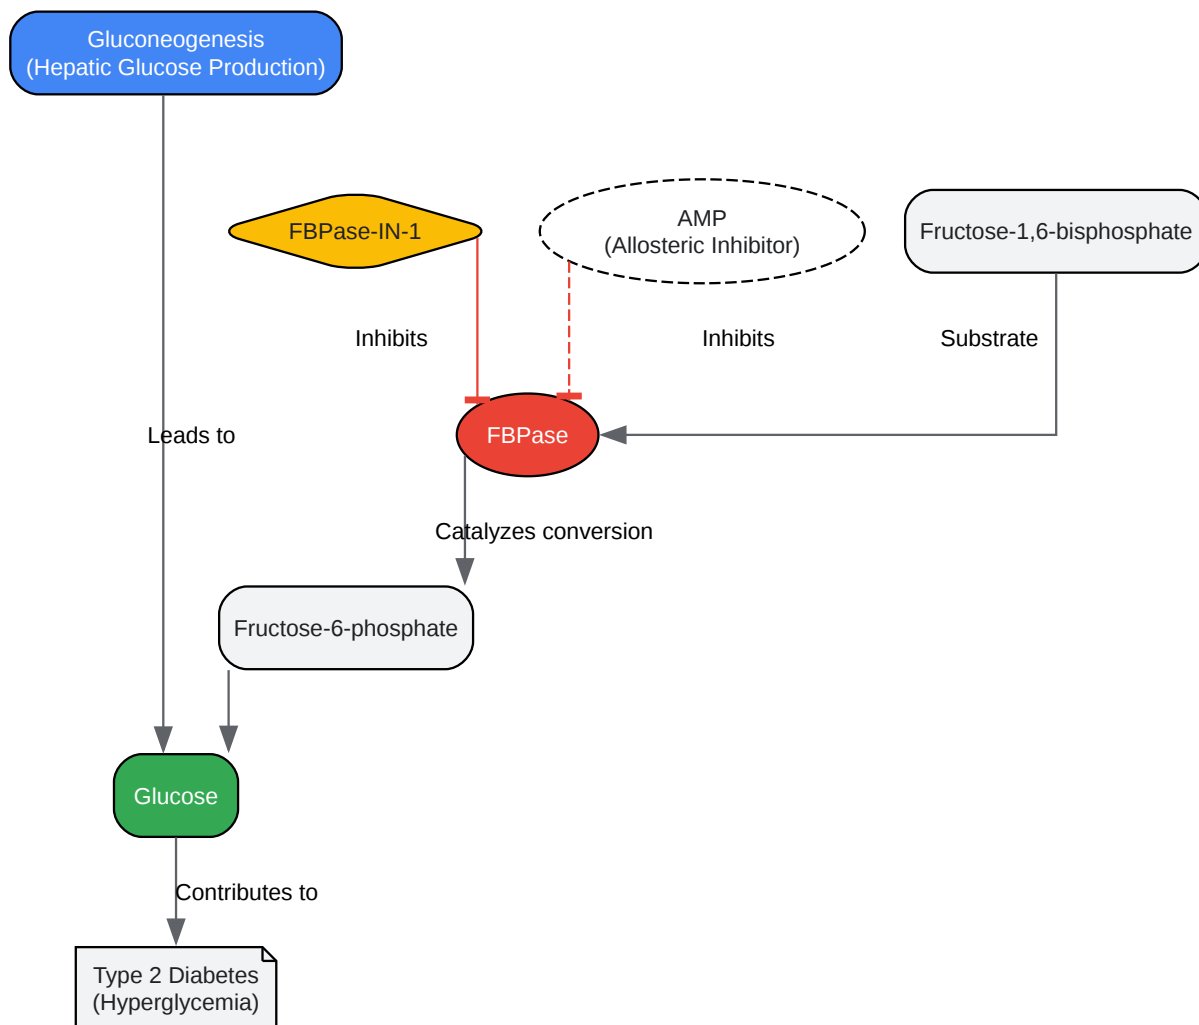 Gluconeogenesis
(Hepatic Glucose Production)
FBPase-IN-1
AMP
(Allosteric Inhibitor)
Fructose-1,6-bisphosphate
Inhibits
Inhibits
Substrate
Leads to
FBPase
Catalyzes conversion
Fructose-6-phosphate
Glucose
Contributes to
Type 2 Diabetes
(Hyperglycemia)